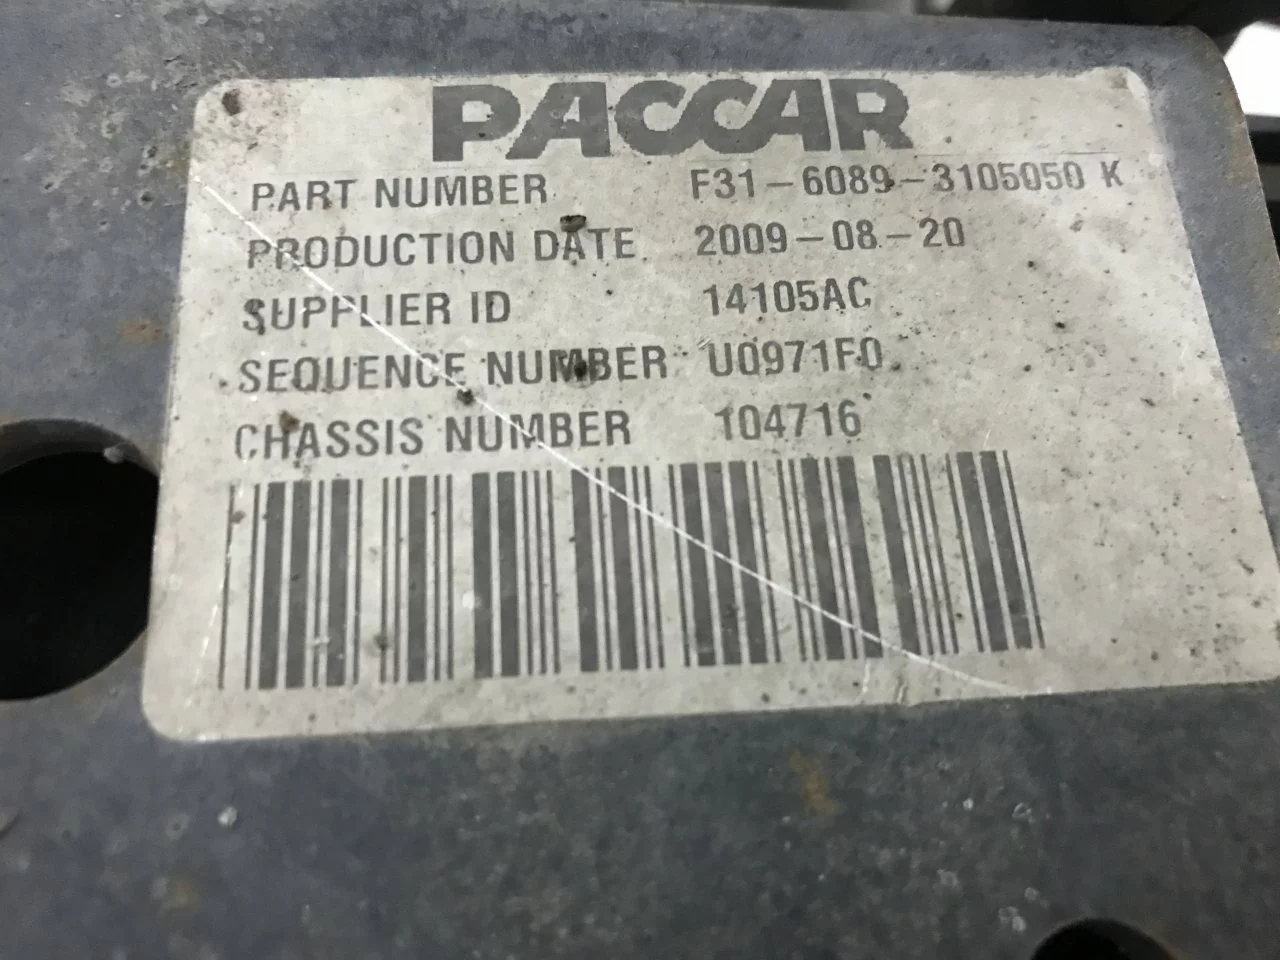 PACCAR
PART NUMBER F31-6089-3105050 K
PRODUCTION DATE 2009-08-20
SUPPLIER ID 14105AC
SEQUENCE NUMBER U0971F0
CHASSIS NUMBER 104716